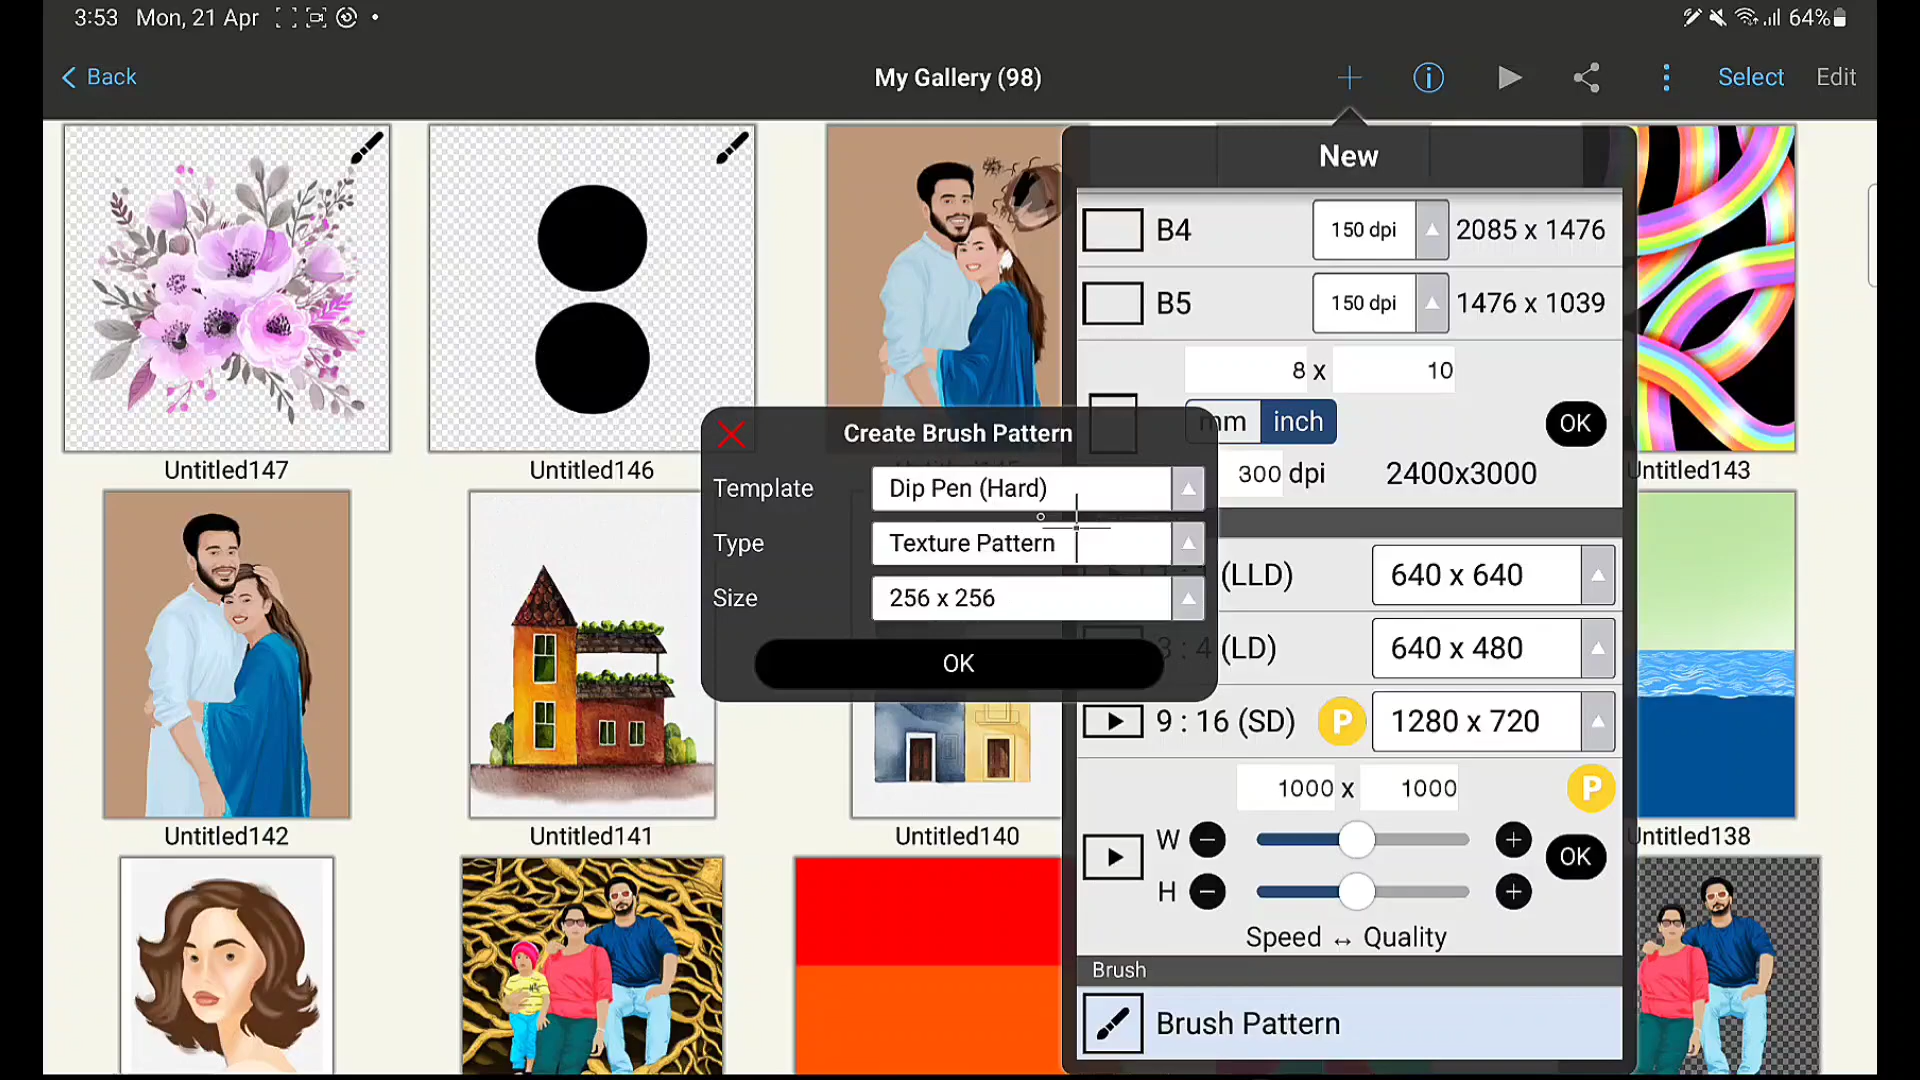 3:53 Mon, 21 Apr
64%
Back
My Gallery (98)
Select
Edit
New
B4 150 dpi 2085 x 1476
B5 150 dpi 1476 x 1039
8 x 10
mm inch
OK
300 dpi 2400x3000
Untitled147
Untitled146
Untitled143
Create Brush Pattern
Template Dip Pen (Hard)
Type Texture Pattern
Size 256 x 256
OK
(LLD) 640 x 640
3 : 4 (LD) 640 x 480
9 : 16 (SD) P 1280 x 720
1000 x 1000 P
W
OK
H
Speed ↔ Quality
Brush
Brush Pattern
Untitled142
Untitled141
Untitled140
Untitled138